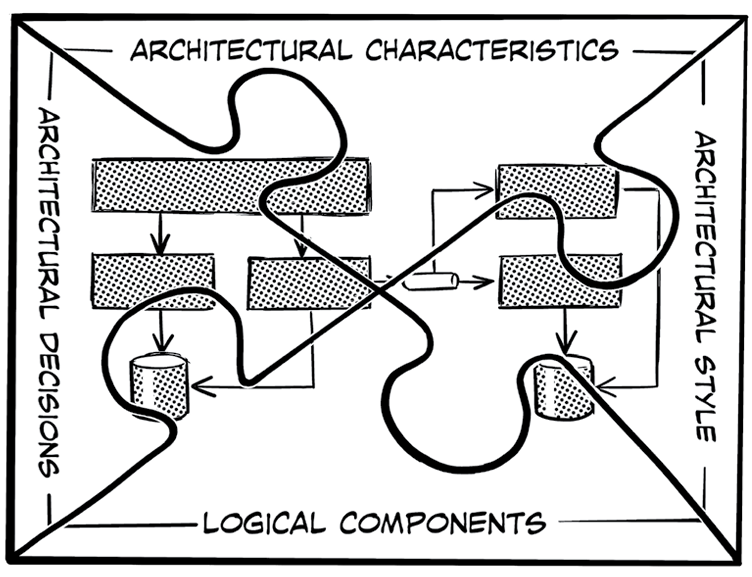 ARCHITECTURAL CHARACTERISTICS
ARCHITECTURAL DECISIONS
ARCHITECTURAL STYLE
LOGICAL COMPONENTS